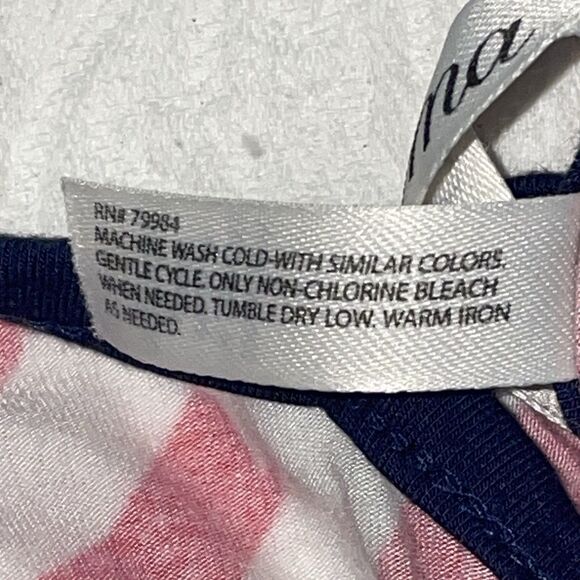 ma
RN# 79984
MACHINE WASH COLD WITH SIMILAR COLORS.
GENTLE CYCLE. ONLY NON-CHLORINE BLEACH
WHEN NEEDED. TUMBLE DRY LOW. WARM IRON
AS NEEDED.